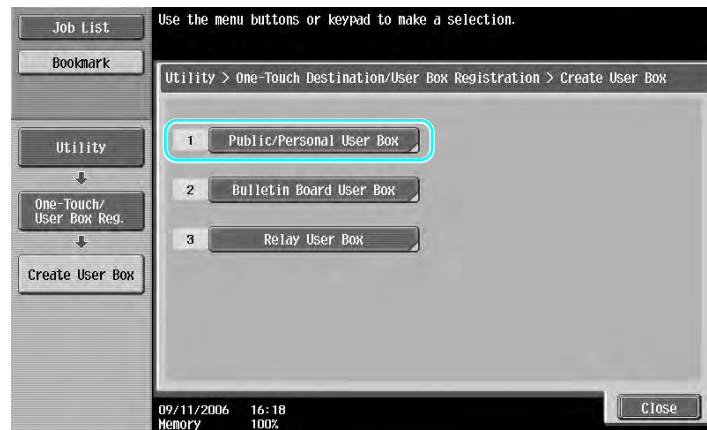 Job List
Bookmark
Use the menu buttons or keypad to make a selection.
Utility > One-Touch Destination/User Box Registration > Create User Box
Utility
One-Touch/
User Box Reg.
Create User Box
1 Public/Personal User Box
2 Bulletin Board User Box
3 Relay User Box
09/11/2006 16:18
Memory 100%
Close